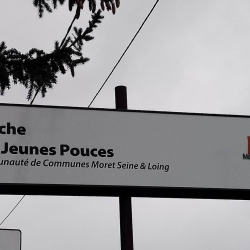 che
Jeunes Pouces
unauté de Communes Moret Seine & Loing